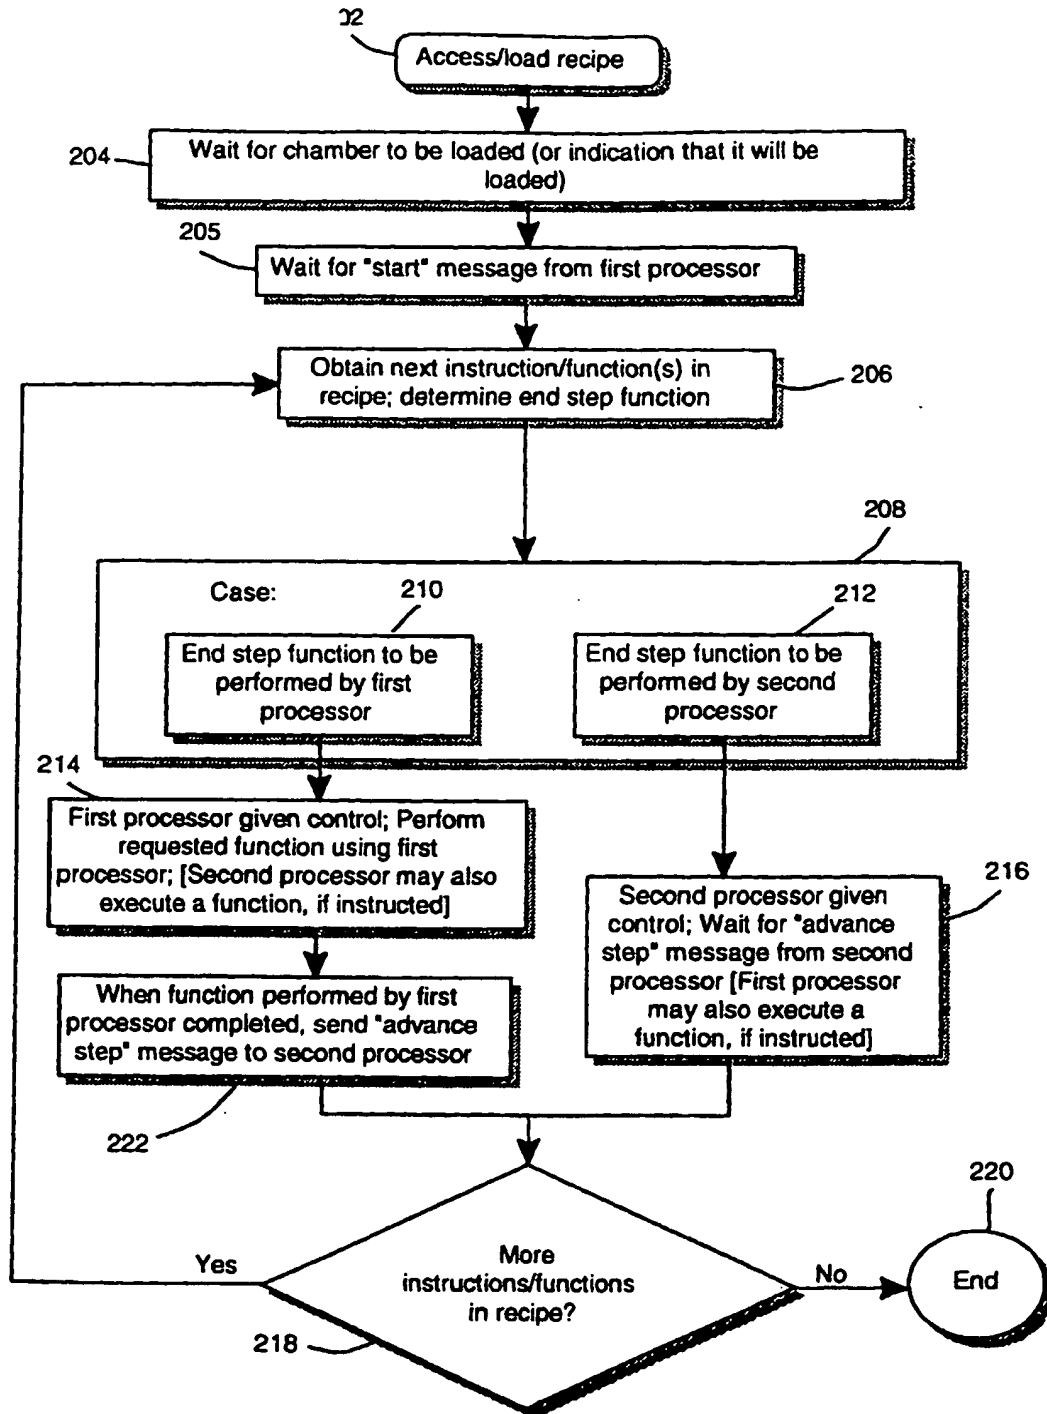 02
Access/load recipe
204
Wait for chamber to be loaded (or indication that it will be
loaded)
205
Wait for "start" message from first processor
Obtain next instruction/function(s) in
recipe; determine end step function
206
208
Case:
210
212
End step function to be
performed by first
processor
End step function to be
performed by second
processor
214
First processor given control; Perform
requested function using first
processor; [Second processor may also
execute a function, if instructed]
216
Second processor given
control; Wait for "advance
step" message from second
processor [First processor
may also execute a
function, if instructed]
When function performed by first
processor completed, send "advance
step" message to second processor
222
220
Yes
More
instructions/functions
in recipe?
No
End
218